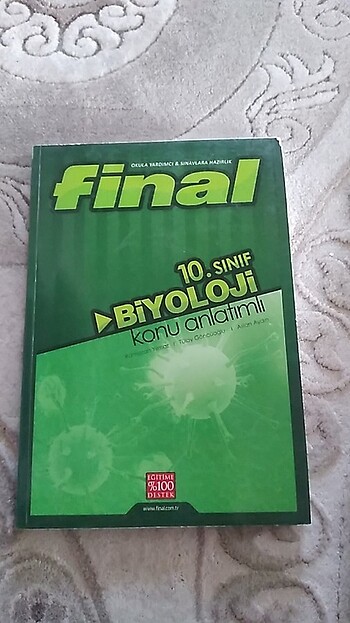 OKULA YARDIMCI & SINAVLARA HAZIRLIK
final
10. SINIF
BİYOLOJİ
konu anlatımlı
EĞİTİME
%100
DESTEK
www.final.com.tr